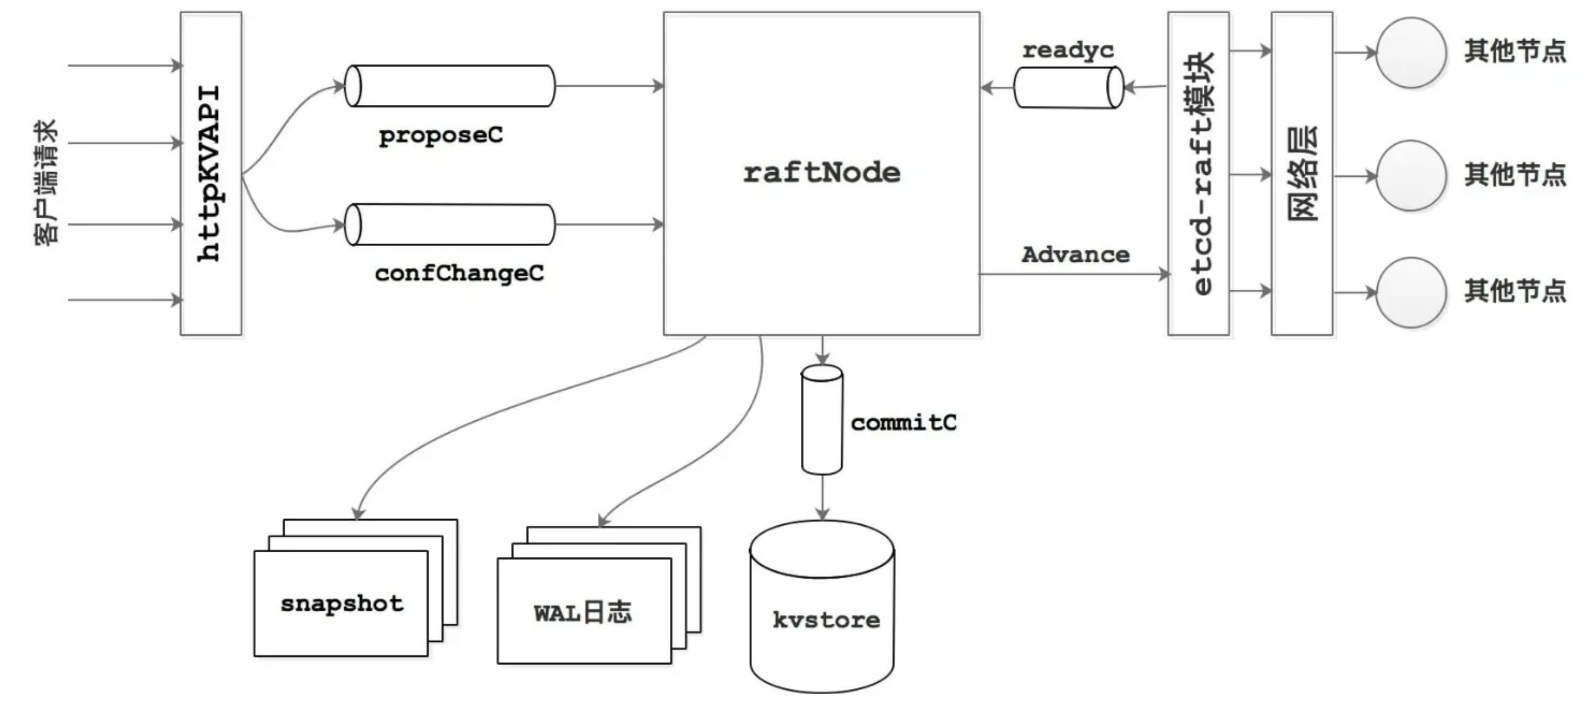 客户端请求
httpKVAPI
proposeC
confChangeC
raftNode
readyc
Advance
etcd-raft模块
网络层
其他节点
其他节点
其他节点
commitC
snapshot
WAL日志
kvstore